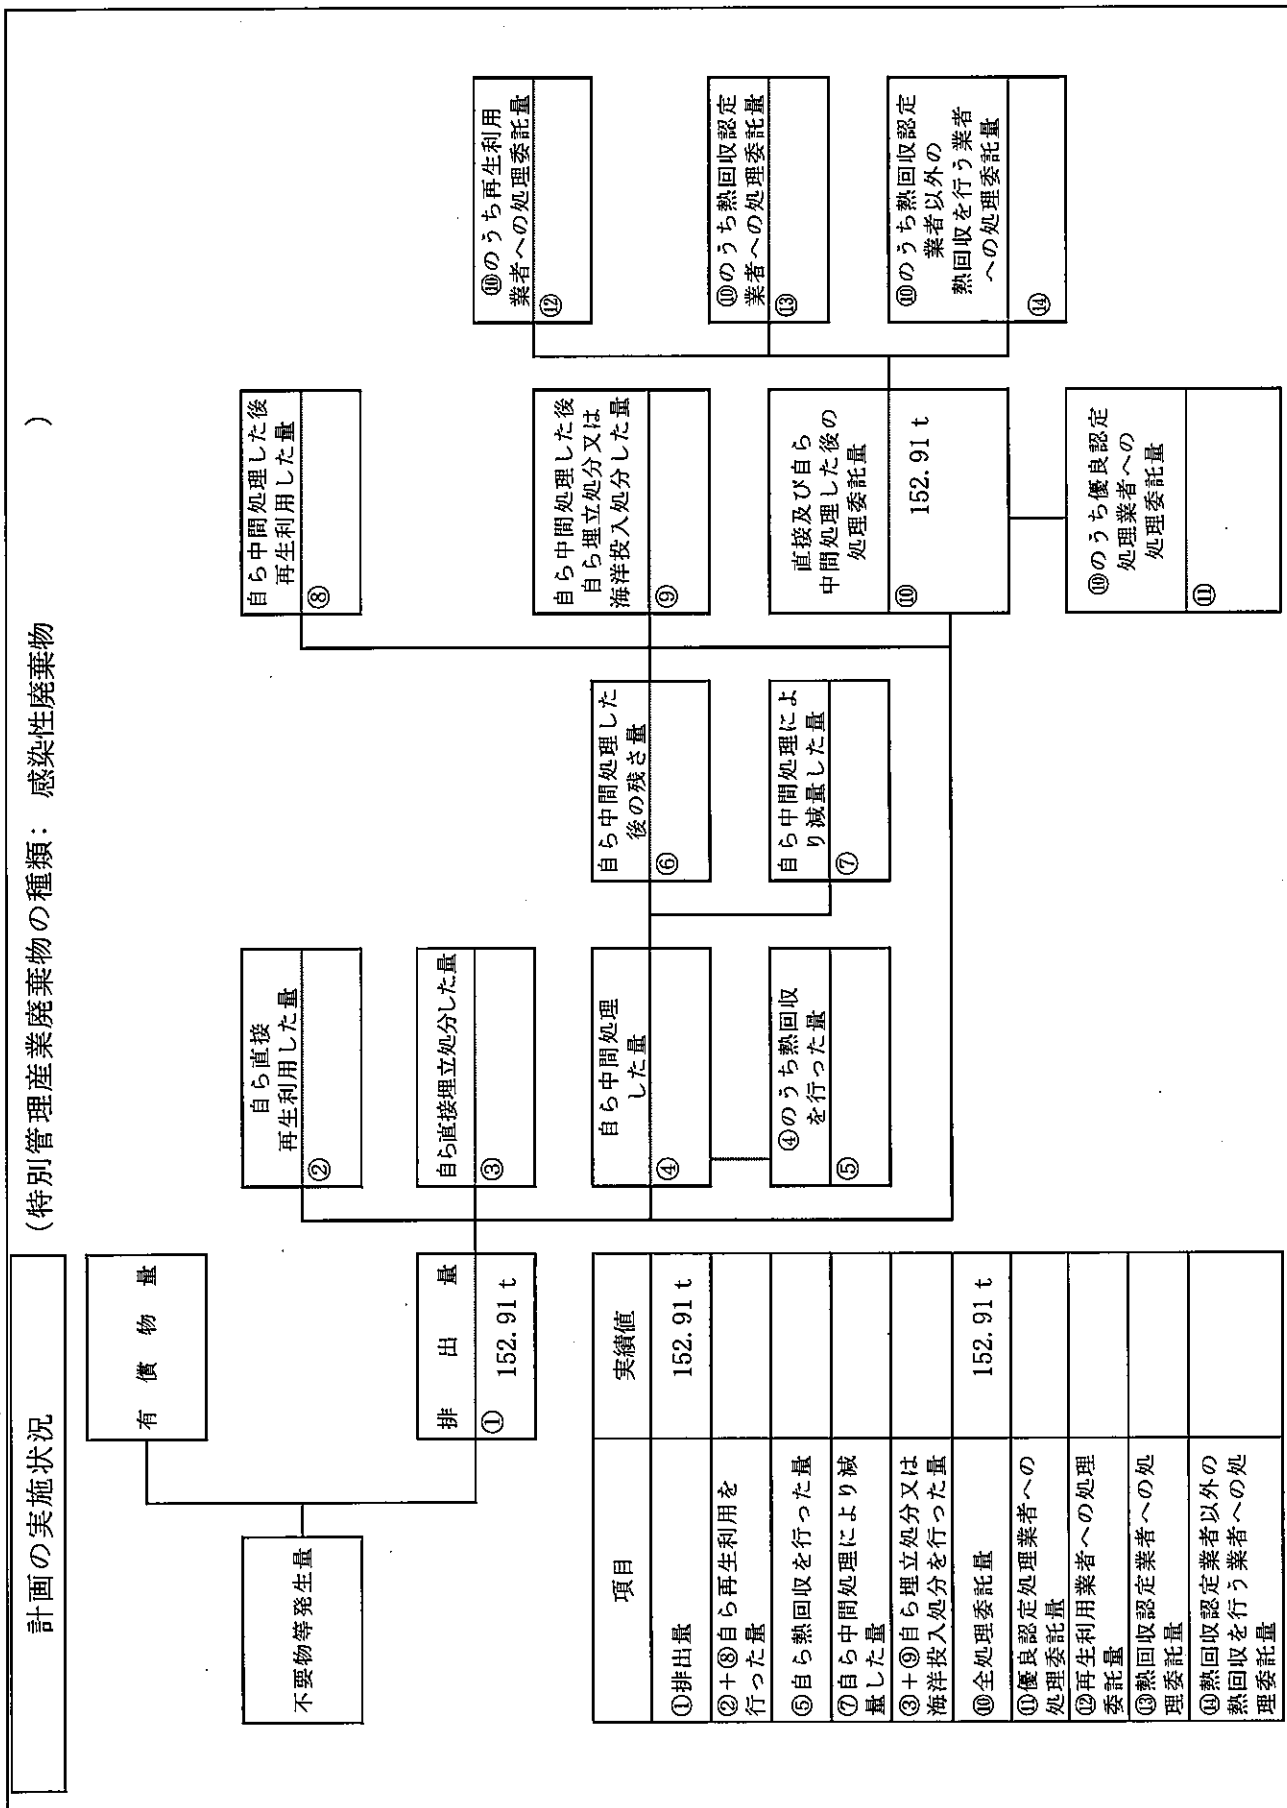 計画の実施状況
(特別管理産業廃棄物の種類： 感染性廃棄物 )
不要物等発生量
有 償 物 量
排 出 量
① 152.91 t
自ら直接
再生利用した量
②
自ら直接埋立処分した量
③
自ら中間処理
した量
④
④のうち熱回収
を行った量
⑤
自ら中間処理した
後の残さ量
⑥
自ら中間処理によ
り減量した量
⑦
自ら中間処理した後
再生利用した量
⑧
自ら中間処理した後
自ら埋立処分又は
海洋投入処分した量
⑨
直接及び自ら
中間処理した後の
処理委託量
⑩ 152.91 t
⑩のうち優良認定
処理業者への
処理委託量
⑪
⑩のうち再生利用
業者への処理委託量
⑫
⑩のうち熱回収認定
業者への処理委託量
⑬
⑩のうち熱回収認定
業者以外の
熱回収を行う業者
への処理委託量
⑭
項目 実績値
①排出量 152.91 t
②+⑧自ら再生利用を
行った量
⑤自ら熱回収を行った量
⑦自ら中間処理により減
量した量
③+⑨自ら埋立処分又は
海洋投入処分を行った量
⑩全処理委託量 152.91 t
⑪優良認定処理業者への
処理委託量
⑫再生利用業者への処理
委託量
⑬熱回収認定業者への処
理委託量
⑭熱回収認定業者以外の
熱回収を行う業者への処
理委託量